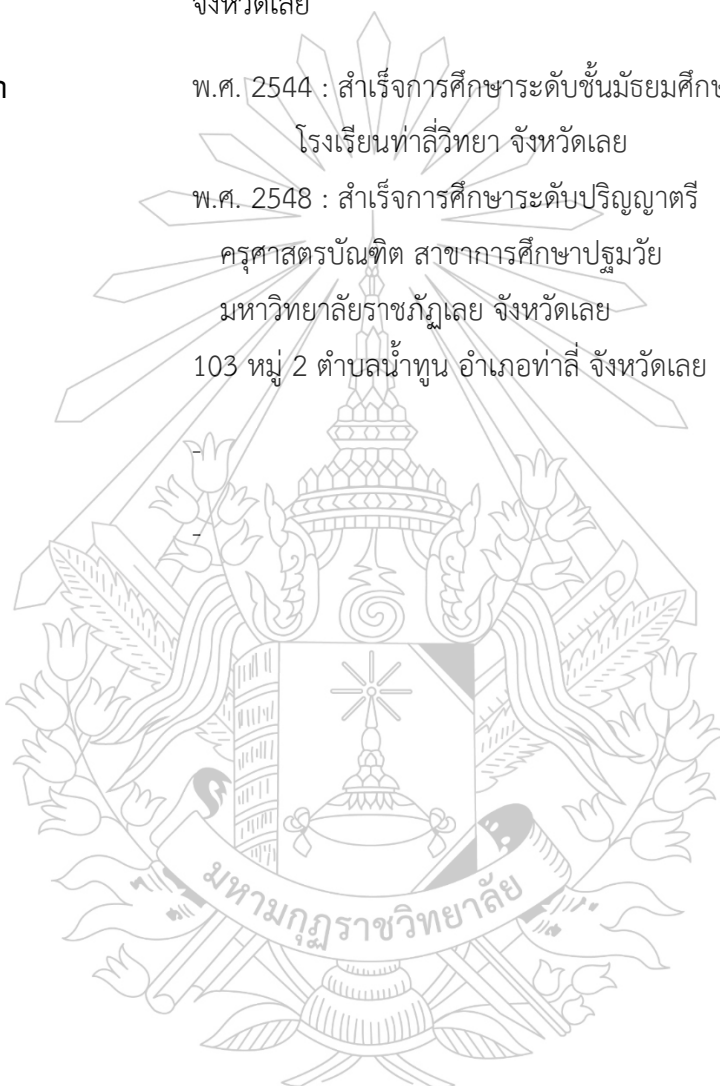 จังหวัดเลย
า พ.ศ. 2544 : สำเร็จการศึกษาระดับชั้นมัธยมศึกษ
โรงเรียนท่าลี่วิทยา จังหวัดเลย
พ.ศ. 2548 : สำเร็จการศึกษาระดับปริญญาตรี
ครุศาสตรบัณฑิต สาขาการศึกษาปฐมวัย
มหาวิทยาลัยราชภัฏเลย จังหวัดเลย
103 หมู่ 2 ตำบลน้ำทูน อำเภอท่าลี่ จังหวัดเลย
-
-
มหามกุฏราชวิทยาลัย